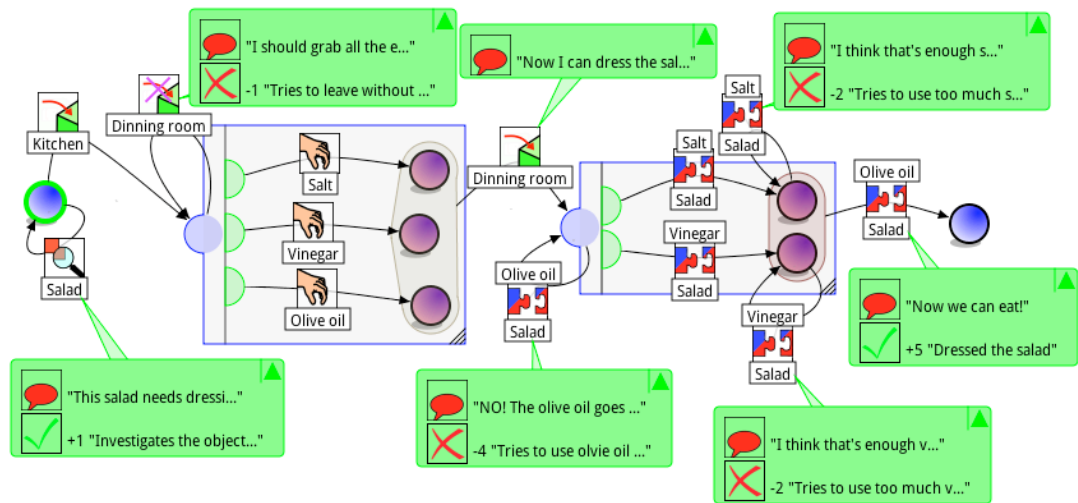 "I should grab all the e..."
-1 "Tries to leave without ..."
"Now I can dress the sal..."
"I think that's enough s..."
-2 "Tries to use too much s..."
Kitchen
Dinning room
Salt
Vinegar
Olive oil
Dinning room
Salt
Salad
Salt
Salad
Vinegar
Salad
Olive oil
Salad
Olive oil
Salad
Vinegar
Salad
Salad
"This salad needs dressi..."
+1 "Investigates the object..."
"NO! The olive oil goes ..."
-4 "Tries to use olvie oil ..."
"Now we can eat!"
+5 "Dressed the salad"
"I think that's enough v..."
-2 "Tries to use too much v..."